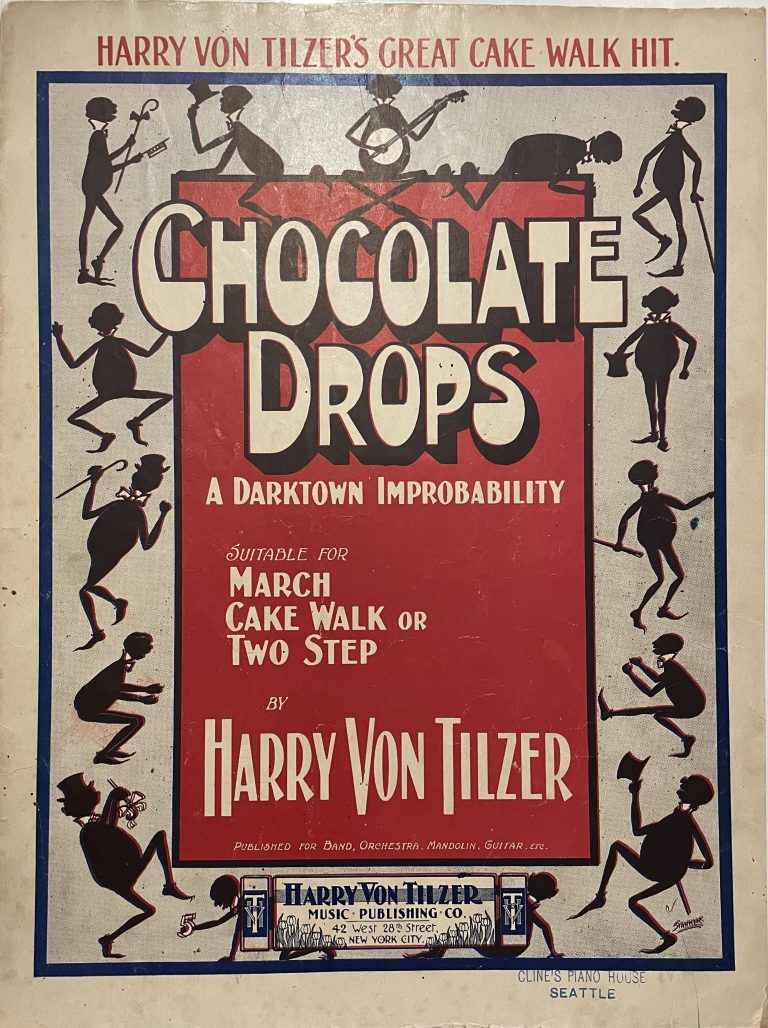 HARRY VON TILZER'S GREAT CAKE WALK HIT.
CHOCOLATE
DROPS
A DARKTOWN IMPROBABILITY
SUITABLE FOR
MARCH
CAKE WALK OR
TWO STEP
BY
HARRY VON TILZER
PUBLISHED FOR BAND, ORCHESTRA, MANDOLIN, GUITAR, ETC.
HARRY VON TILZER
MUSIC PUBLISHING CO.
42 West 28th Street.
NEW YORK CITY.
5
CLINE'S PIANO HOUSE
SEATTLE